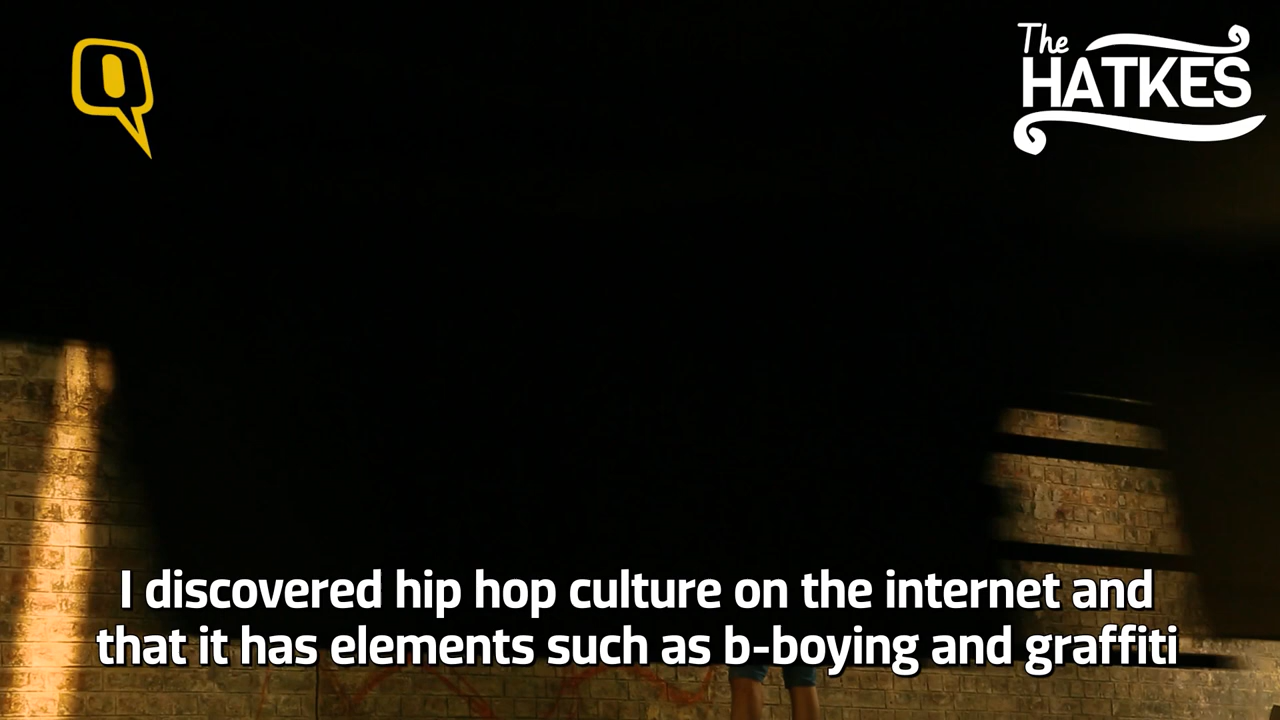 The
HATKES
I discovered hip hop culture on the internet and
that it has elements such as b-boying and graffiti